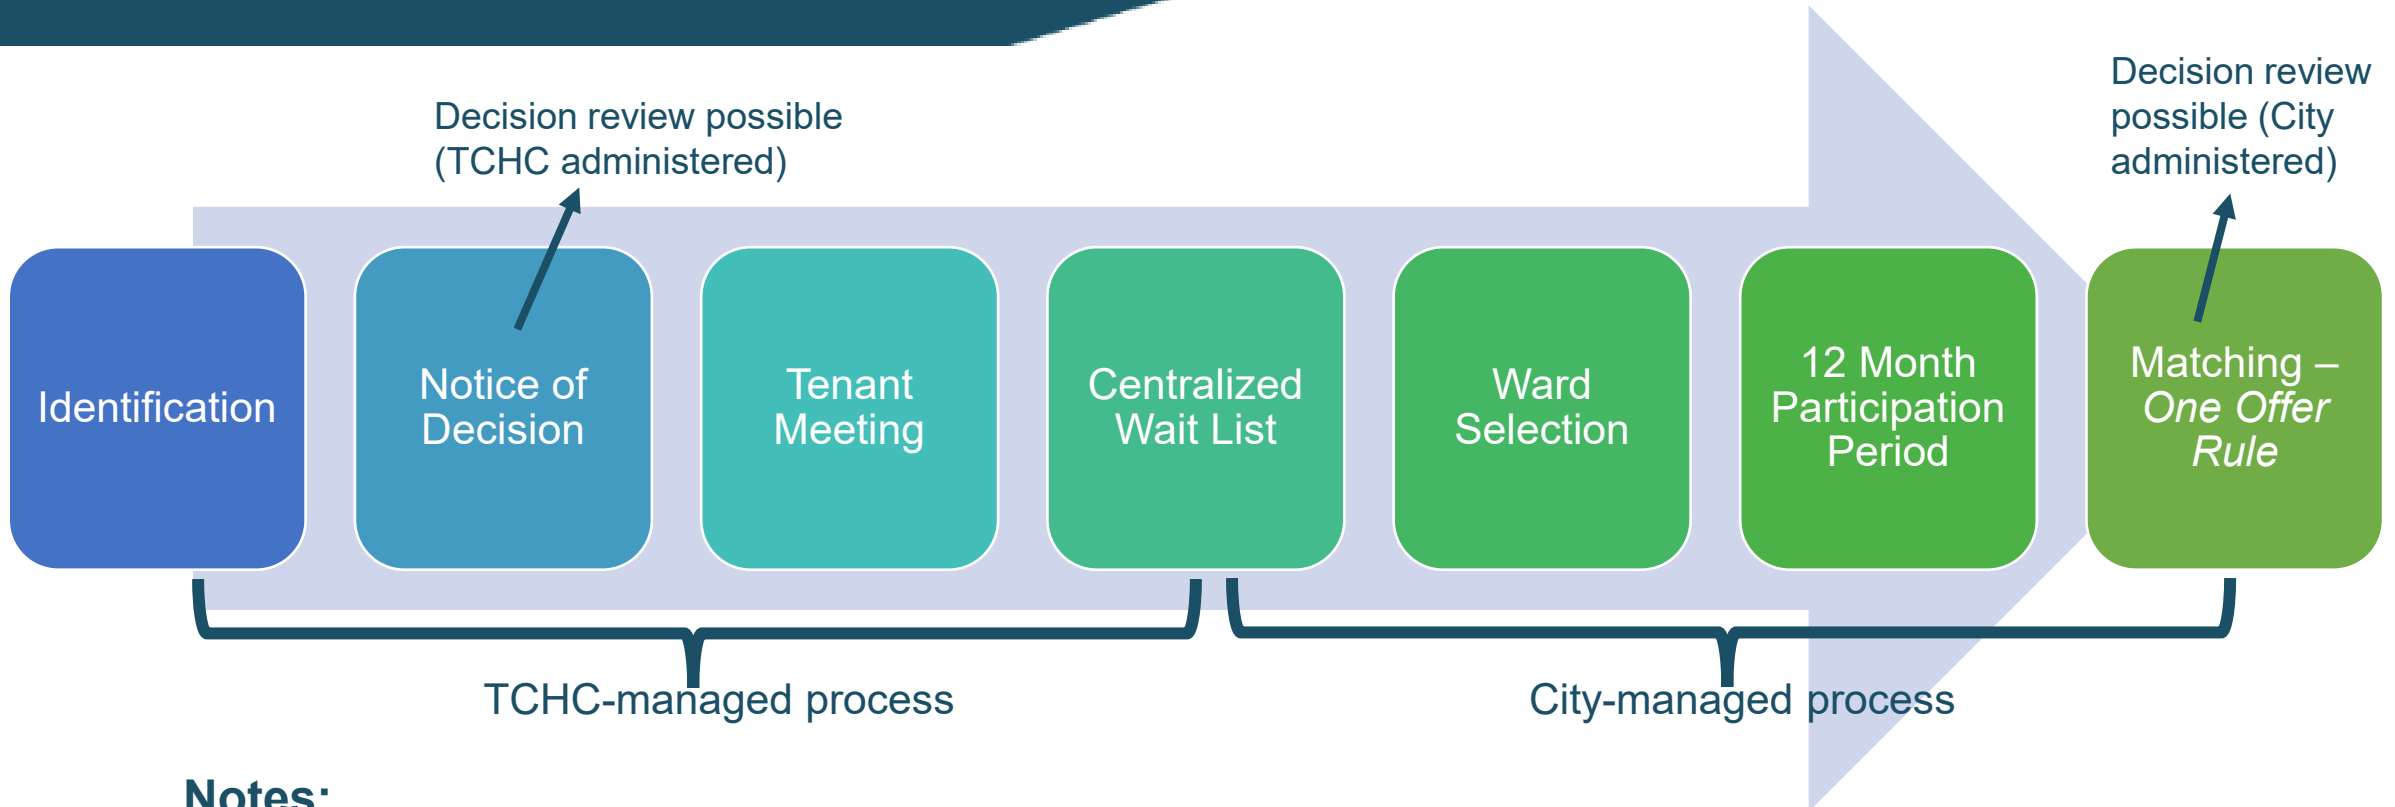 Decision review possible
(TCHC administered)
Decision review
possible (City
administered)
Identification
Notice of
Decision
Tenant
Meeting
Centralized
Wait List
Ward
Selection
12 Month
Participation
Period
Matching –
One Offer
Rule
TCHC-managed process
City-managed process
Notes: